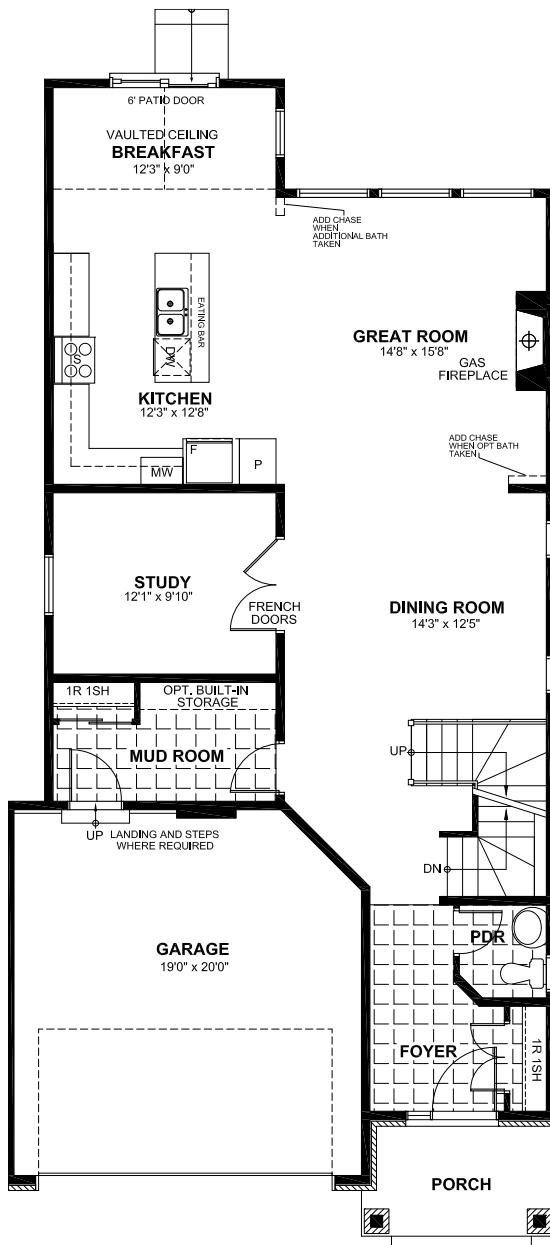 6' PATIO DOOR
VAULTED CEILING
BREAKFAST
12'3" x 9'0"
ADD CHASE
WHEN
ADDITIONAL BATH
TAKEN
EATING BAR
DW
S
GREAT ROOM
14'8" x 15'8"
GAS
FIREPLACE
KITCHEN
12'3" x 12'8"
F
MW
P
ADD CHASE
WHEN OPT BATH
TAKEN
STUDY
12'1" x 9'10"
FRENCH
DOORS
DINING ROOM
14'3" x 12'5"
1R 1SH
OPT. BUILT-IN
STORAGE
MUD ROOM
UP
UP
LANDING AND STEPS
WHERE REQUIRED
DN
PDR
GARAGE
19'0" x 20'0"
FOYER
1R 1SH
PORCH